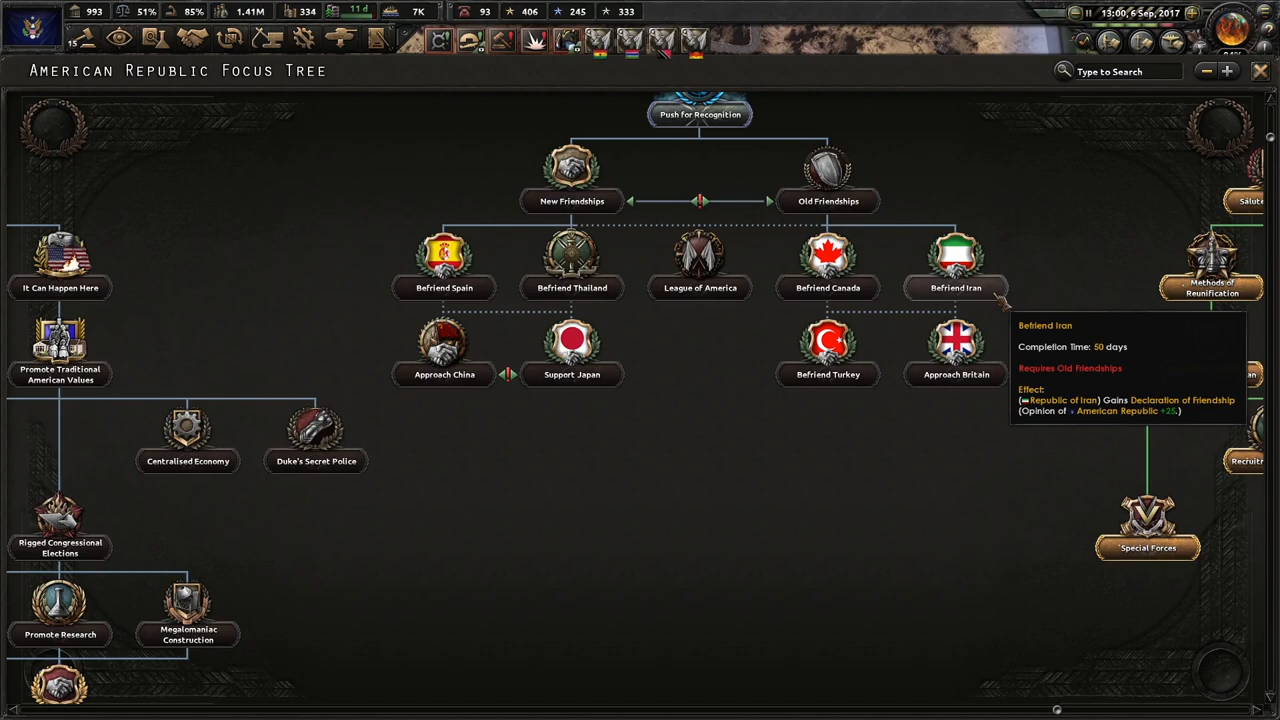 993 51% 85% 1.41M 334 11 d 7K 93 406 245 333 13:00, 6 Sep, 2017
15
AMERICAN REPUBLIC FOCUS TREE
Type to Search
Push for Recognition
New Friendships
Old Friendships
It Can Happen Here
Befriend Spain
Befriend Thailand
League of America
Befriend Canada
Befriend Iran
Methods of
Reunification
Promote Traditional
American Values
Approach China
Support Japan
Befriend Turkey
Approach Britain
Befriend Iran
Completion Time: 50 days
Requires Old Friendships
Effect:
(Republic of Iran) Gains Declaration of Friendship
(Opinion of American Republic +25.)
Centralised Economy
Duke's Secret Police
Rigged Congressional
Elections
Special Forces
Promote Research
Megalomaniac
Construction